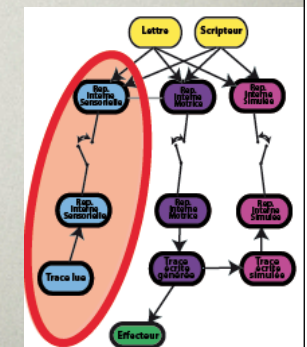 Lettre
Scripteur
Rep.
Interne
Sensorielle
Rep.
Interne
Motrice
Rep.
Interne
Simulée
Rep.
Interne
Sensorielle
Rep.
Interne
Motrice
Rep.
Interne
Simulée
Trace lue
Trace
écrite
générée
Trace
écrite
simulée
Effecteur